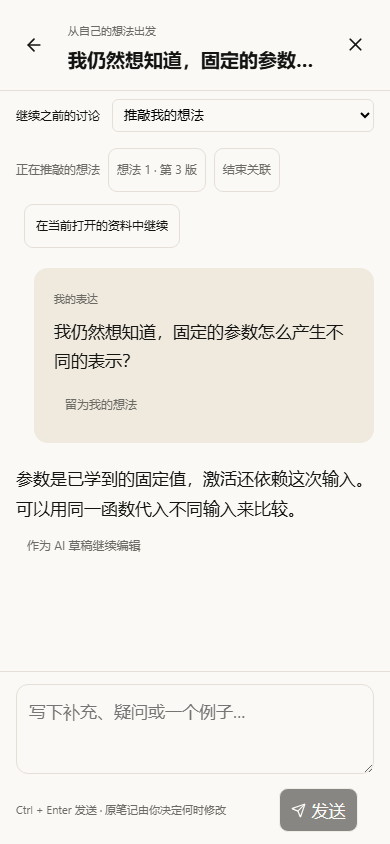 从自己的想法出发
我仍然想知道，固定的参数...
继续之前的讨论 推敲我的想法
正在推敲的想法 想法 1 · 第 3 版 结束关联
在当前打开的资料中继续
我的表达
我仍然想知道，固定的参数怎么产生不
同的表示？
留为我的想法
参数是已学到的固定值，激活还依赖这次输入。
可以用同一函数代入不同输入来比较。
作为 AI 草稿继续编辑
写下补充、疑问或一个例子...
Ctrl + Enter 发送 · 原笔记由你决定何时修改 发送